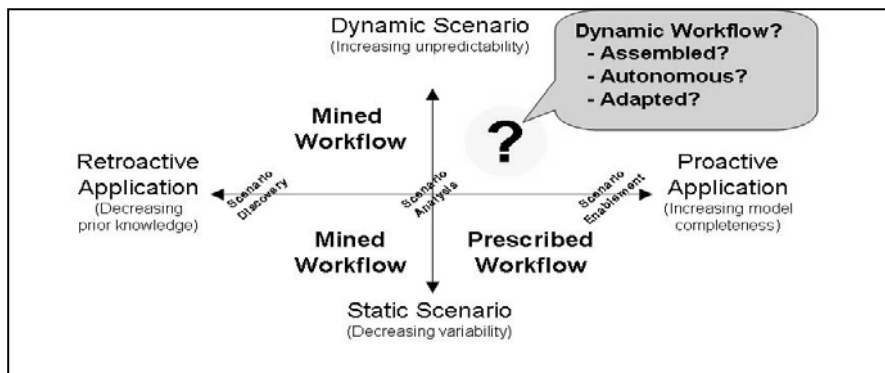 Dynamic Scenario
(Increasing unpredictability)
Dynamic Workflow?
- Assembled?
- Autonomous?
- Adapted?
Mined
Workflow
?
Retroactive
Application
(Decreasing
prior knowledge)
Scenario
Discovery
Scenario
Analysis
Scenario
Enablement
Proactive
Application
(Increasing model
completeness)
Mined
Workflow
Prescribed
Workflow
Static Scenario
(Decreasing variability)